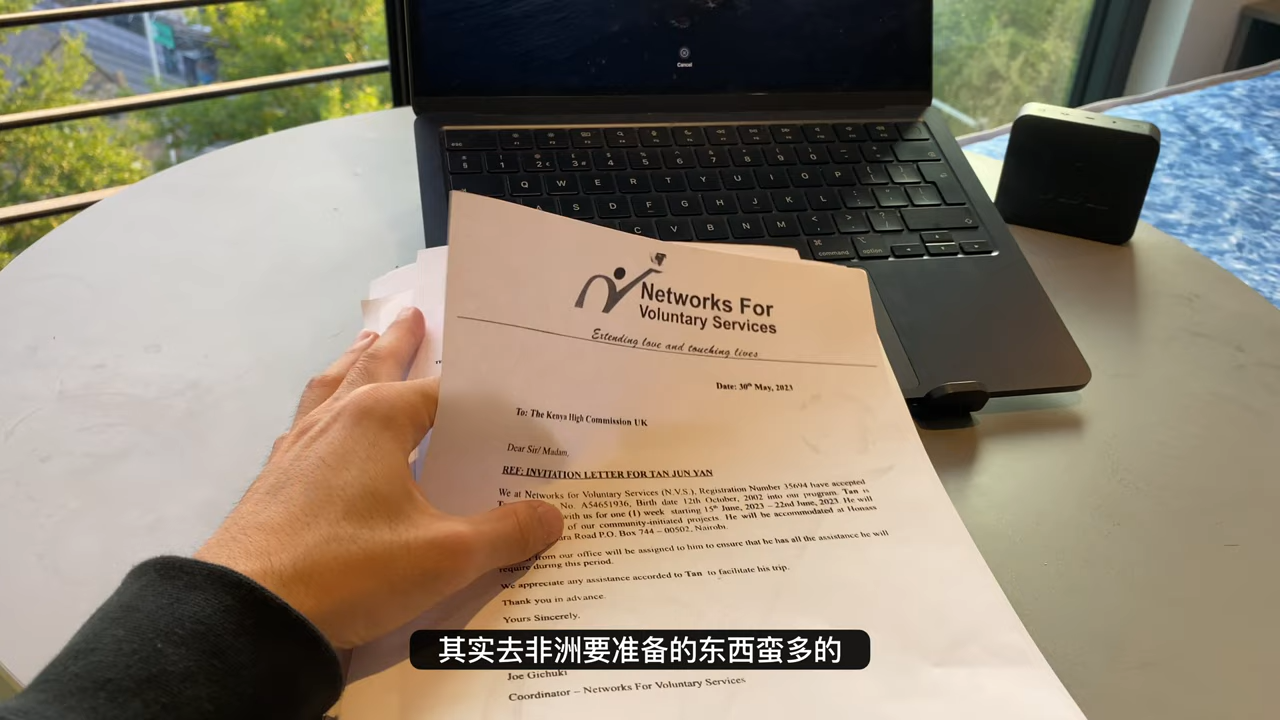 Cancel
esc
Q W E R T Y U I O P
A S D F G H J K L
C V B N M
command option
Networks For
Voluntary Services
Extending love and touching lives
Date: 30th May, 2023
To: The Kenya High Commission UK
Dear Sir/ Madam,
REF: INVITATION LETTER FOR TAN JUN YAN
We at Networks for Voluntary Services (N.V.S.), Registration Number 35694 have accepted
No. A54651936, Birth date 12th October, 2002 into our program. Tan is
with us for one (1) week starting 15th June, 2023 – 22nd June, 2023. He will
of our community-initiated projects. He will be accommodated at Honsss
Road P.O. Box 744 – 00502, Nairobi.
from our office will be assigned to him to ensure that he has all the assistance he will
require during this period.
We appreciate any assistance accorded to Tan to facilitate his trip.
Thank you in advance.
Yours Sincerely,
其实去非洲要准备的东西蛮多的
Joe Gichuki
Coordinator – Networks For Voluntary Services